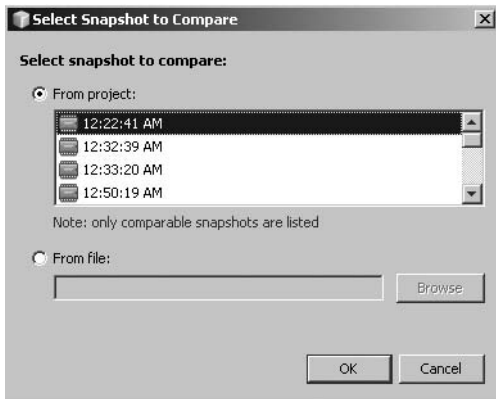 Select Snapshot to Compare
Select snapshot to compare:
From project:
12:22:41 AM
12:32:39 AM
12:33:20 AM
12:50:19 AM
Note: only comparable snapshots are listed
From file:
Browse
OK Cancel